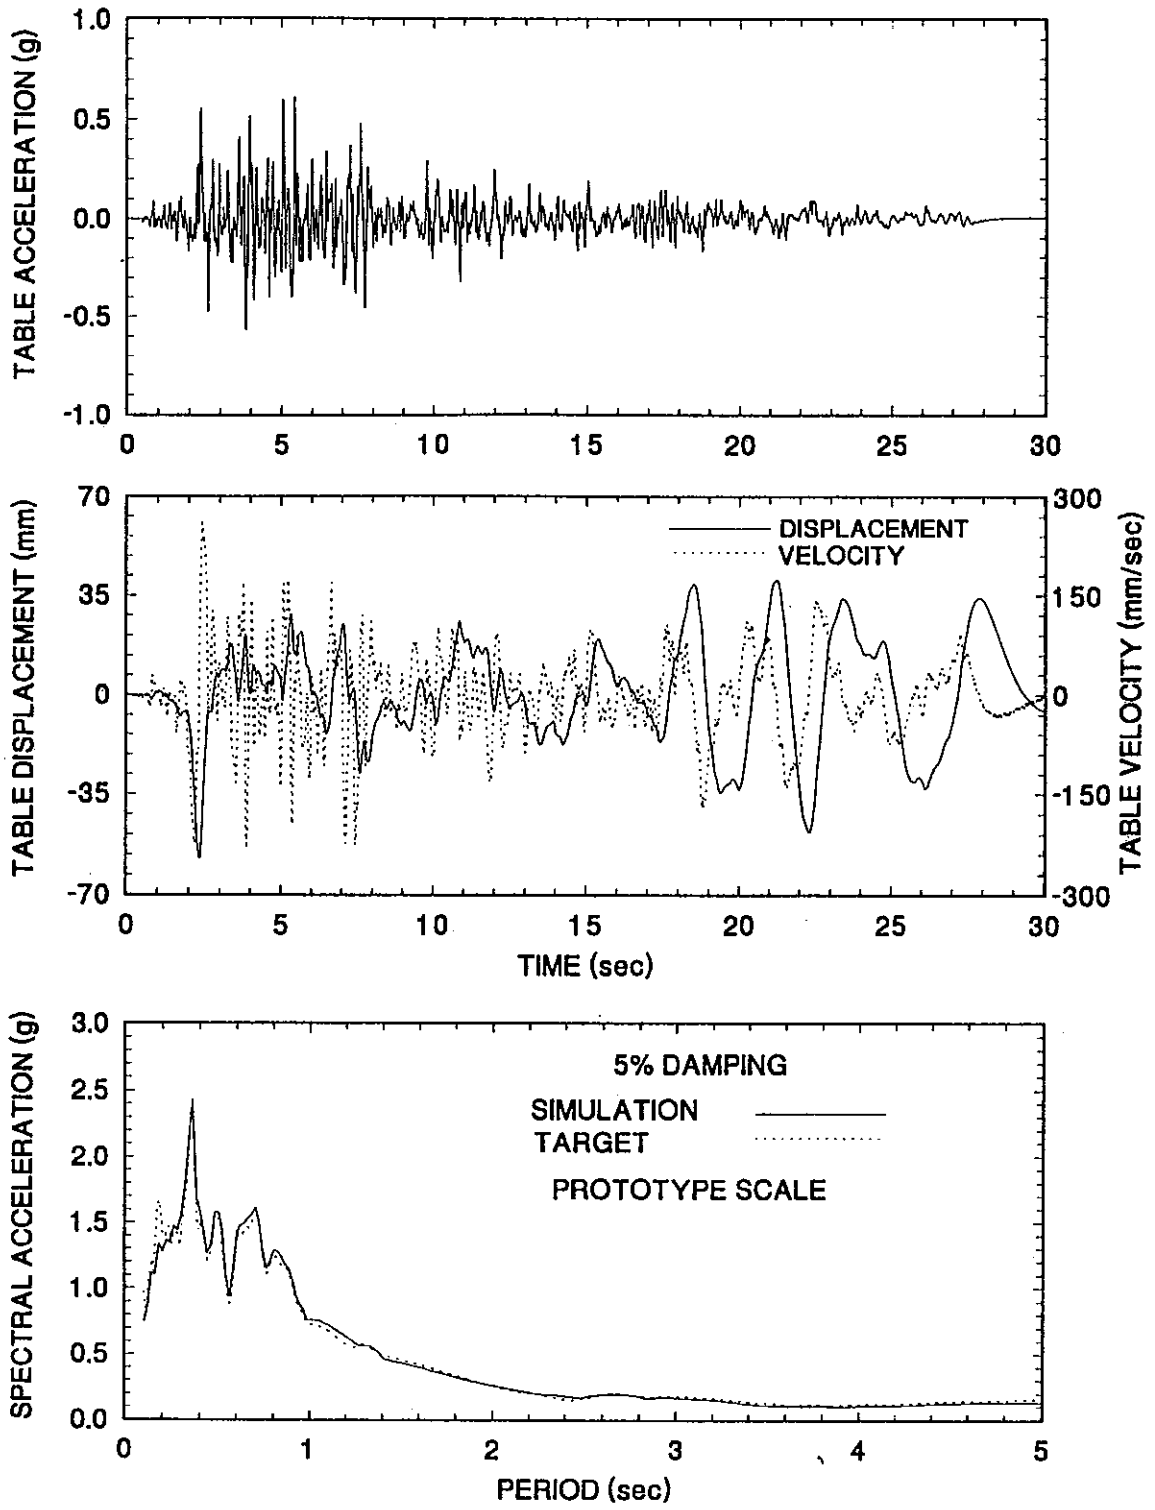 TABLE ACCELERATION (g)
1.0
0.5
0.0
-0.5
-1.0
0 5 10 15 20 25 30
TABLE DISPLACEMENT (mm)
70
35
0
-35
-70
DISPLACEMENT
VELOCITY
300
150
0
-150
-300
TABLE VELOCITY (mm/sec)
0 5 10 15 20 25 30
TIME (sec)
SPECTRAL ACCELERATION (g)
3.0
2.5
2.0
1.5
1.0
0.5
0.0
5% DAMPING
SIMULATION
TARGET
PROTOTYPE SCALE
0 1 2 3 4 5
PERIOD (sec)